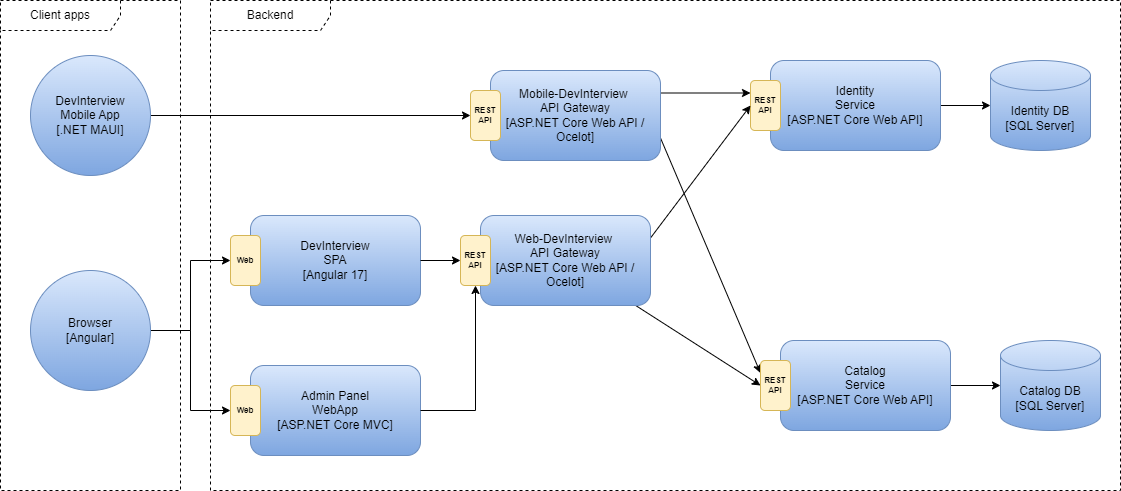 Client apps
Backend
DevInterview
Mobile App
[.NET MAUI]
REST
API
Mobile-DevInterview
API Gateway
[ASP.NET Core Web API /
Ocelot]
REST
API
Identity
Service
[ASP.NET Core Web API]
Identity DB
[SQL Server]
Web
DevInterview
SPA
[Angular 17]
REST
API
Web-DevInterview
API Gateway
[ASP.NET Core Web API /
Ocelot]
Browser
[Angular]
Web
Admin Panel
WebApp
[ASP.NET Core MVC]
REST
API
Catalog
Service
[ASP.NET Core Web API]
Catalog DB
[SQL Server]